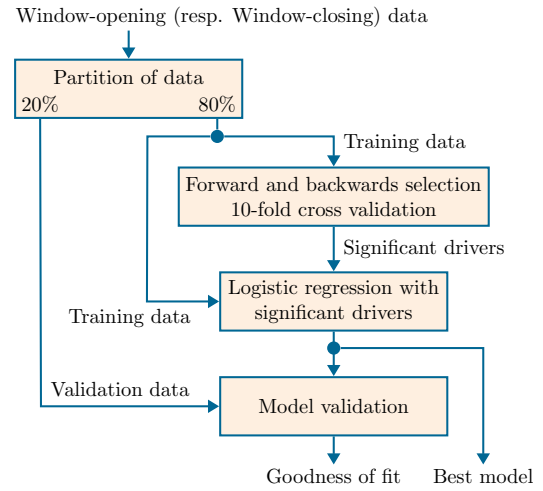 Window-opening (resp. Window-closing) data
Partition of data
20% 80%
Training data
Forward and backwards selection
10-fold cross validation
Significant drivers
Logistic regression with
significant drivers
Training data
Validation data
Model validation
Goodness of fit
Best model